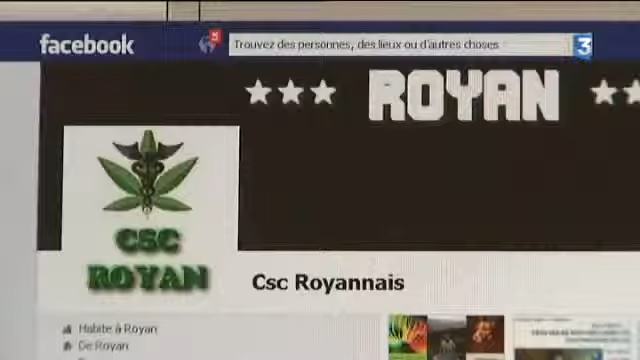 facebook
5
Trouvez des personnes, des lieux ou d'autres choses
3
ROYAN
CSC
ROYAN
Csc Royannais
Habite à Royan
De Royan